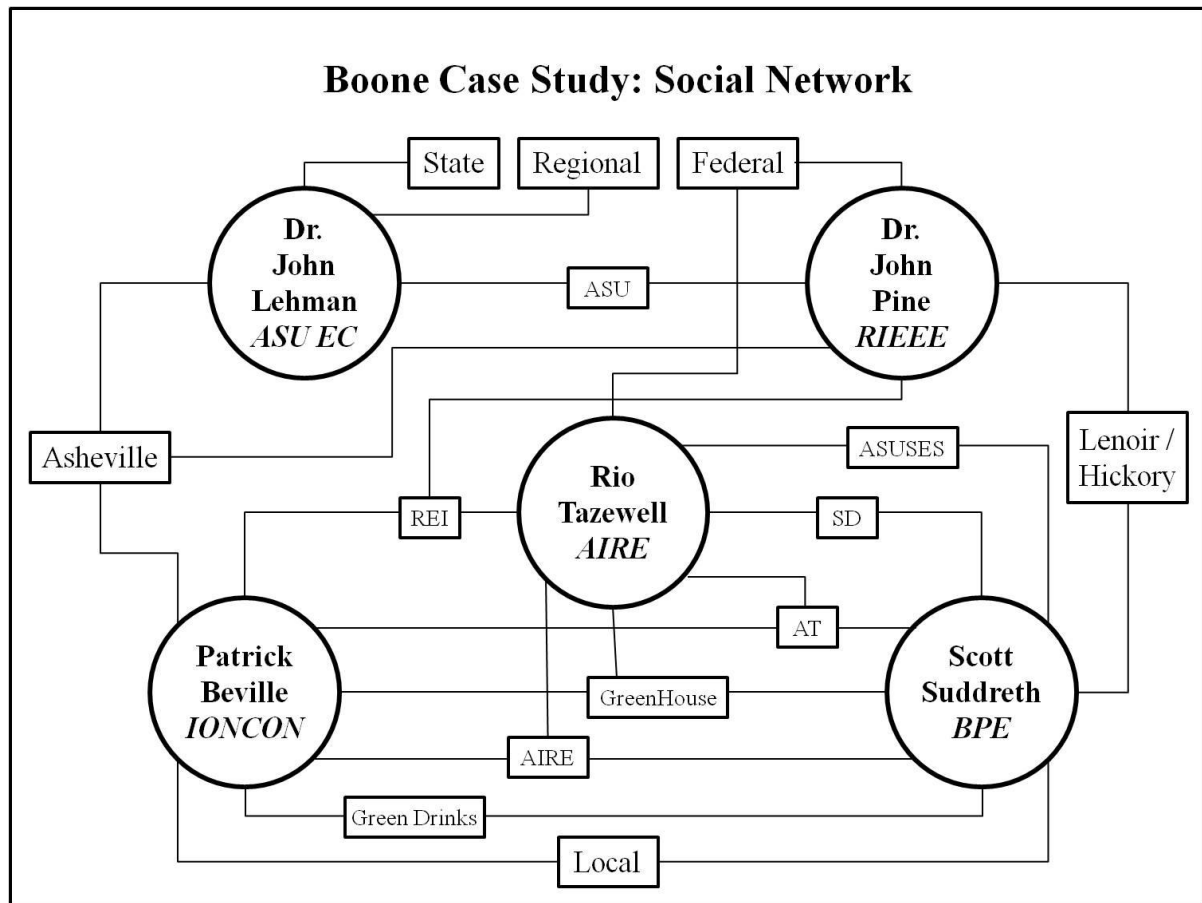 Boone Case Study: Social Network
State
Regional
Federal
Dr.
John
Lehman
ASU EC
ASU
Dr.
John
Pine
RIEEE
Asheville
Rio
Tazewell
AIRE
ASUSES
Lenoir /
Hickory
REI
SD
AT
Patrick
Beville
IONCON
GreenHouse
Scott
Suddreth
BPE
AIRE
Green Drinks
Local